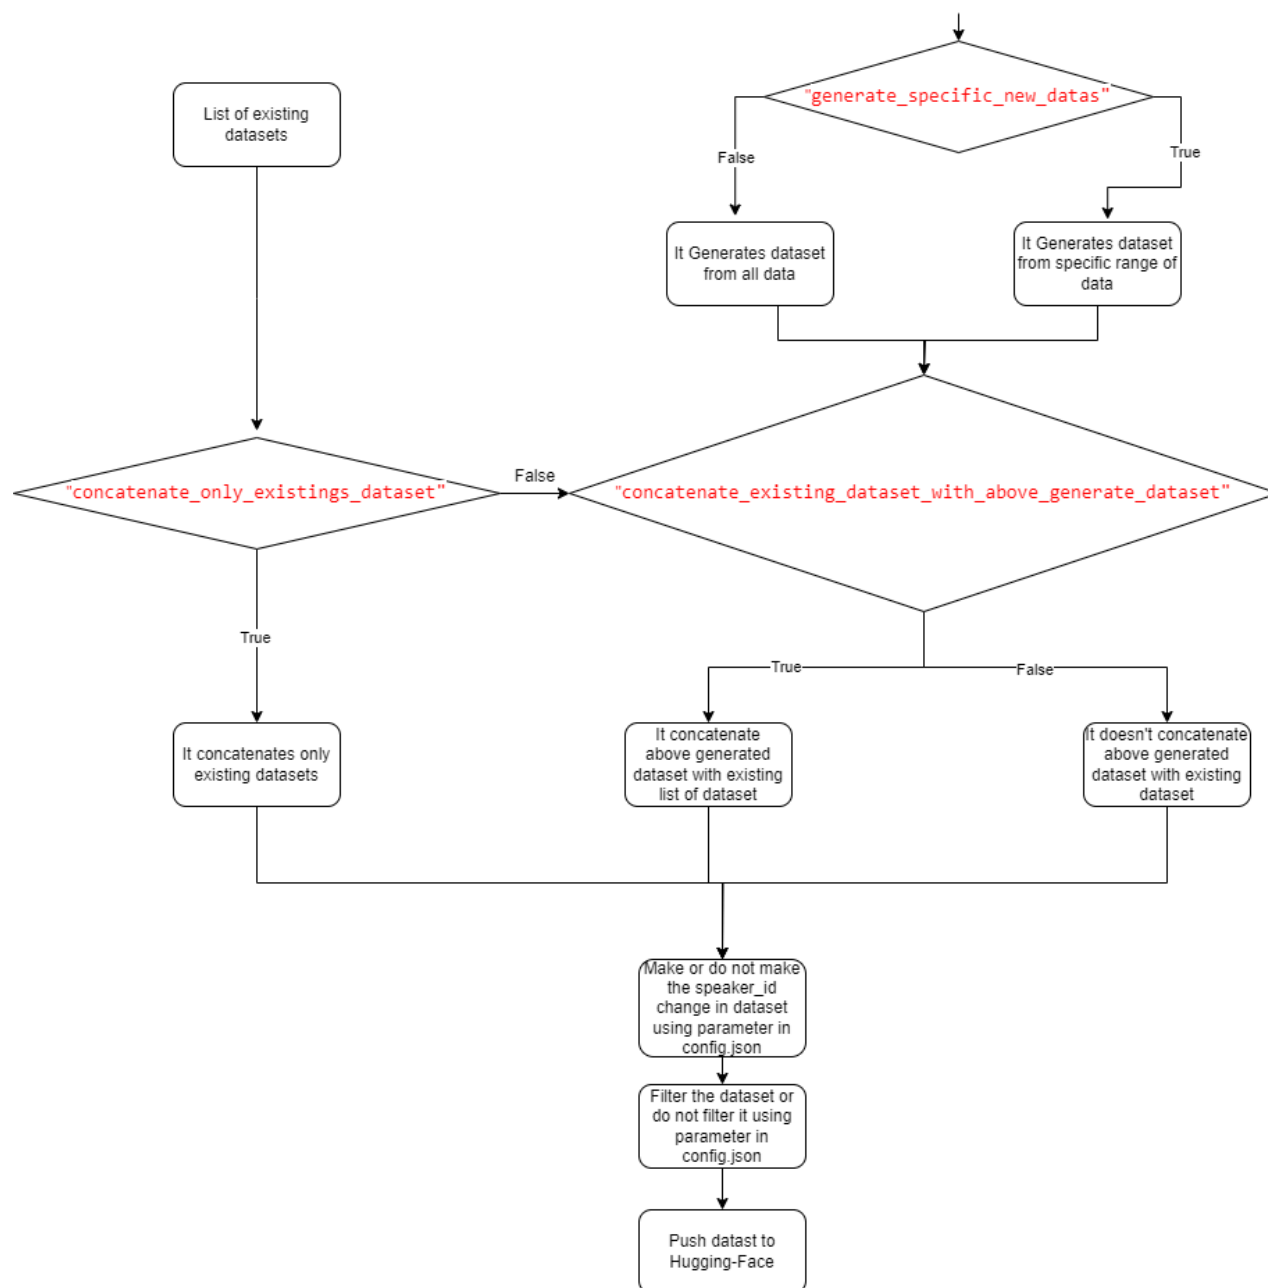 "generate_specific_new_datas"
List of existing
datasets
False
True
It Generates dataset
from all data
It Generates dataset
from specific range of
data
"concatenate_only_existings_dataset"
False
"concatenate_existing_dataset_with_above_generate_dataset"
True
True
False
It concatenates only
existing datasets
It concatenate
above generated
dataset with existing
list of dataset
It doesn't concatenate
above generated
dataset with existing
dataset
Make or do not make
the speaker_id
change in dataset
using parameter in
config.json
Filter the dataset or
do not filter it using
parameter in
config.json
Push datast to
Hugging-Face